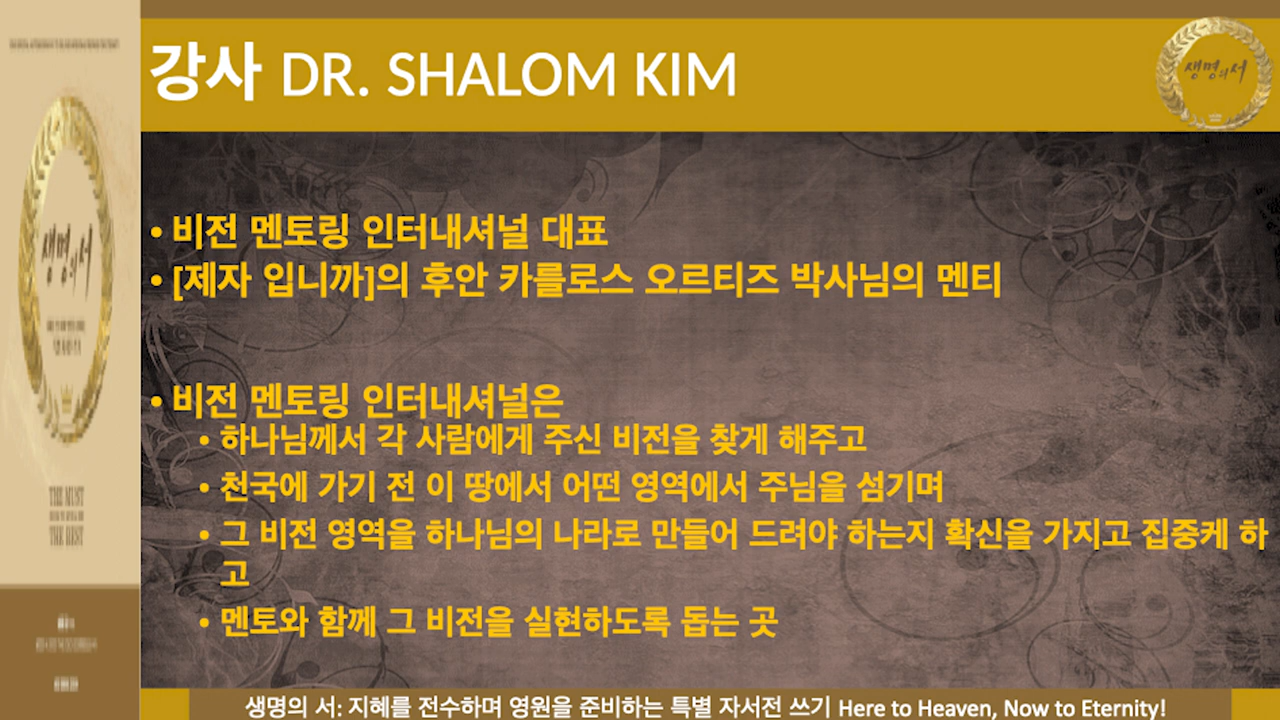 강사 DR. SHALOM KIM
생명의서
• 비전 멘토링 인터내셔널 대표
• [제자 입니까]의 후안 카를로스 오르티즈 박사님의 멘티
• 비전 멘토링 인터내셔널은
• 하나님께서 각 사람에게 주신 비전을 찾게 해주고
• 천국에 가기 전 이 땅에서 어떤 영역에서 주님을 섬기며
• 그 비전 영역을 하나님의 나라로 만들어 드려야 하는지 확신을 가지고 집중케 하
고
• 멘토와 함께 그 비전을 실현하도록 돕는 곳
생명의서
THE MUST
THE BEST
생명의 서: 지혜를 전수하며 영원을 준비하는 특별 자서전 쓰기 Here to Heaven, Now to Eternity!